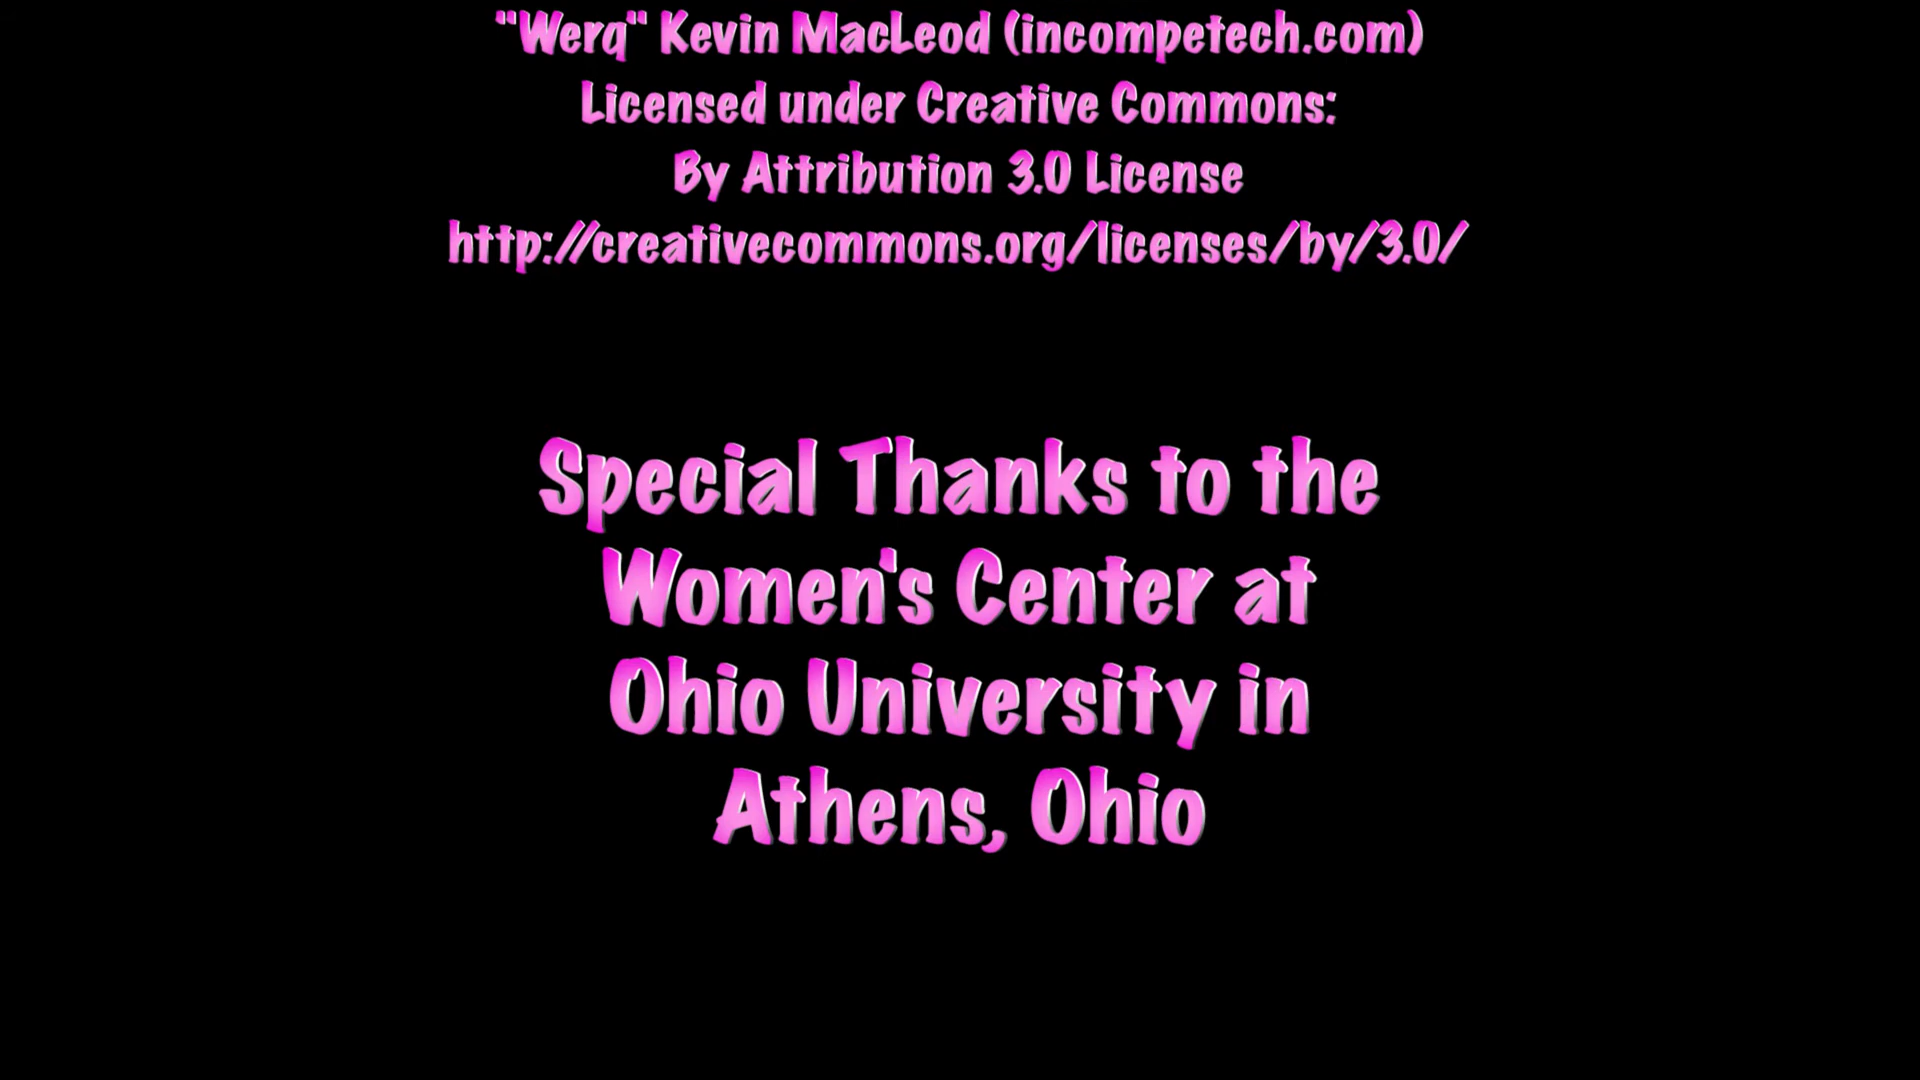 "Werq" Kevin MacLeod (incompetech.com)
Licensed under Creative Commons:
By Attribution 3.0 License
http://creativecommons.org/licenses/by/3.0/
Special Thanks to the
Women's Center at
Ohio University in
Athens, Ohio